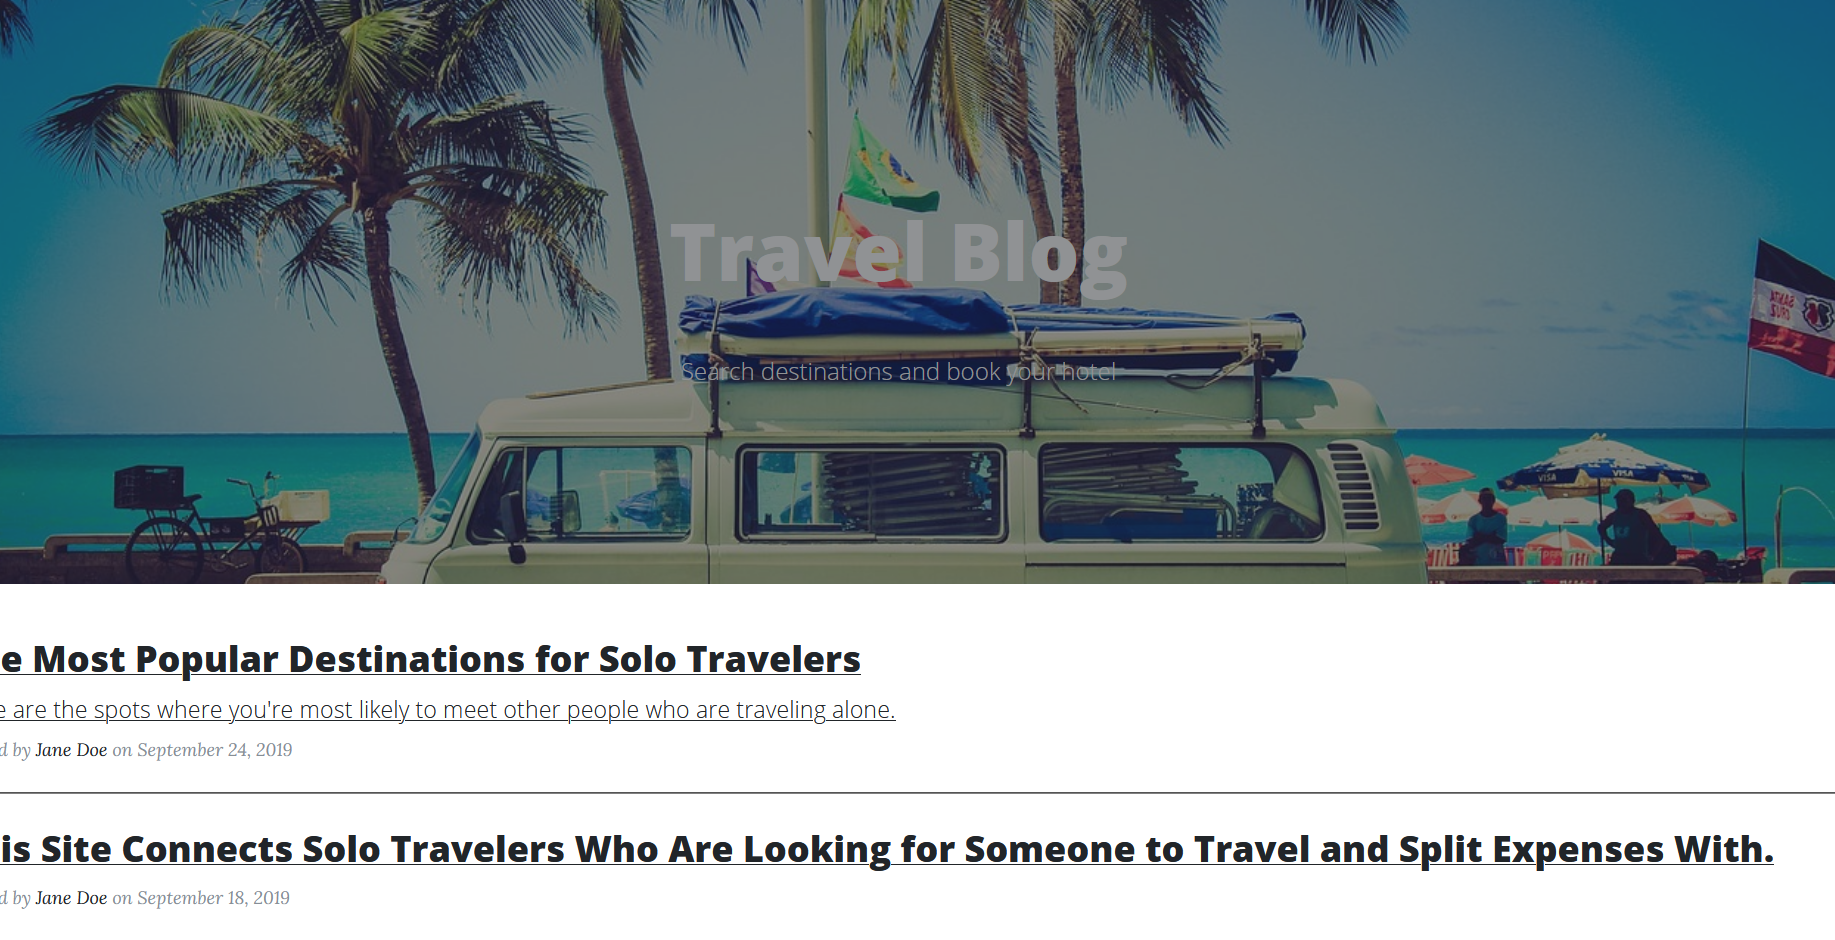 Travel Blog
Search destinations and book your hotel
VISA VISA
e Most Popular Destinations for Solo Travelers
e are the spots where you're most likely to meet other people who are traveling alone.
d by Jane Doe on September 24, 2019
is Site Connects Solo Travelers Who Are Looking for Someone to Travel and Split Expenses With.
d by Jane Doe on September 18, 2019